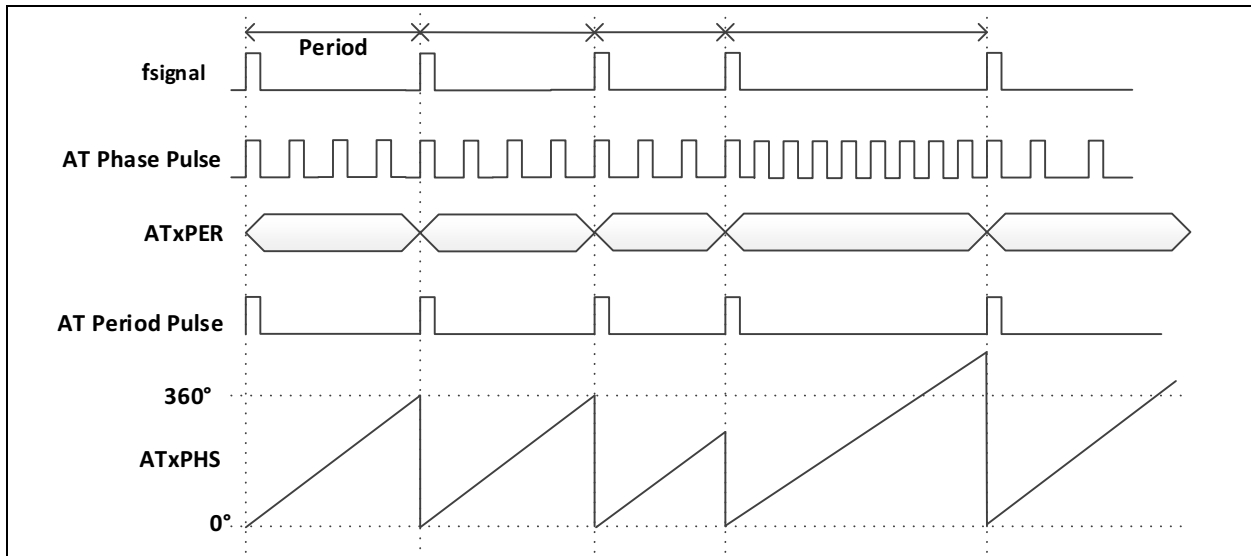 Period
fsignal
AT Phase Pulse
ATxPER
AT Period Pulse
360°
ATxPHS
0°